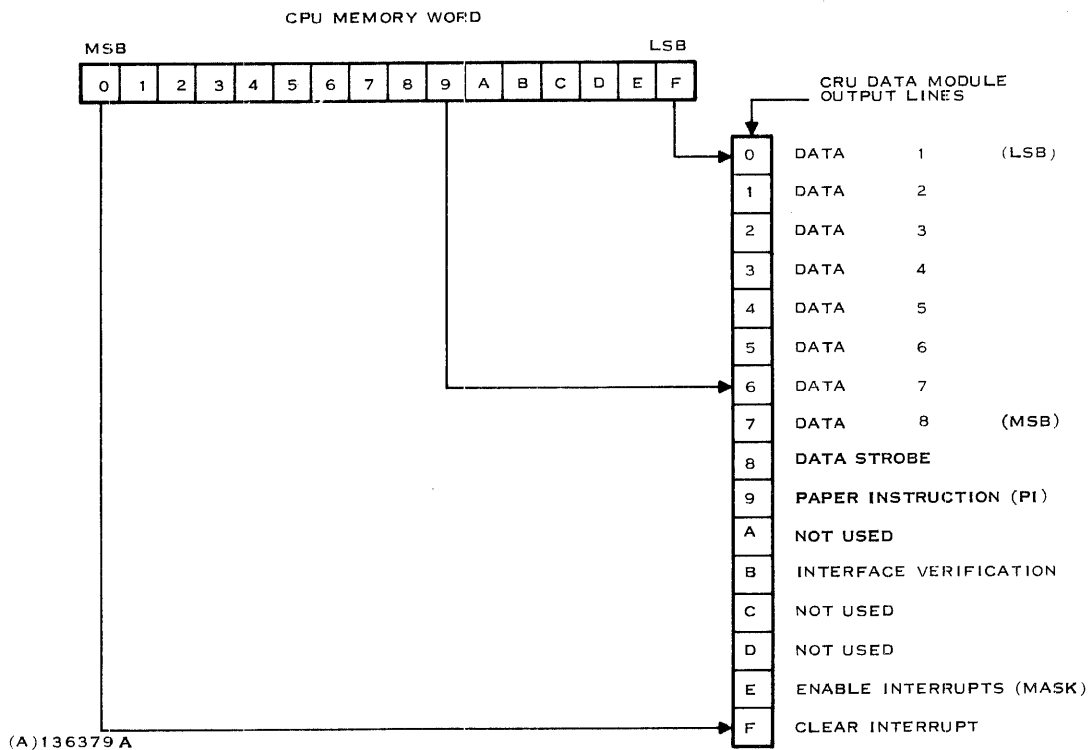 CPU MEMORY WORD
MSB LSB
0 1 2 3 4 5 6 7 8 9 A B C D E F
CRU DATA MODULE
OUTPUT LINES
0 DATA 1 (LSB)
1 DATA 2
2 DATA 3
3 DATA 4
4 DATA 5
5 DATA 6
6 DATA 7
7 DATA 8 (MSB)
8 DATA STROBE
9 PAPER INSTRUCTION (PI)
A NOT USED
B INTERFACE VERIFICATION
C NOT USED
D NOT USED
E ENABLE INTERRUPTS (MASK)
F CLEAR INTERRUPT
(A)136379A